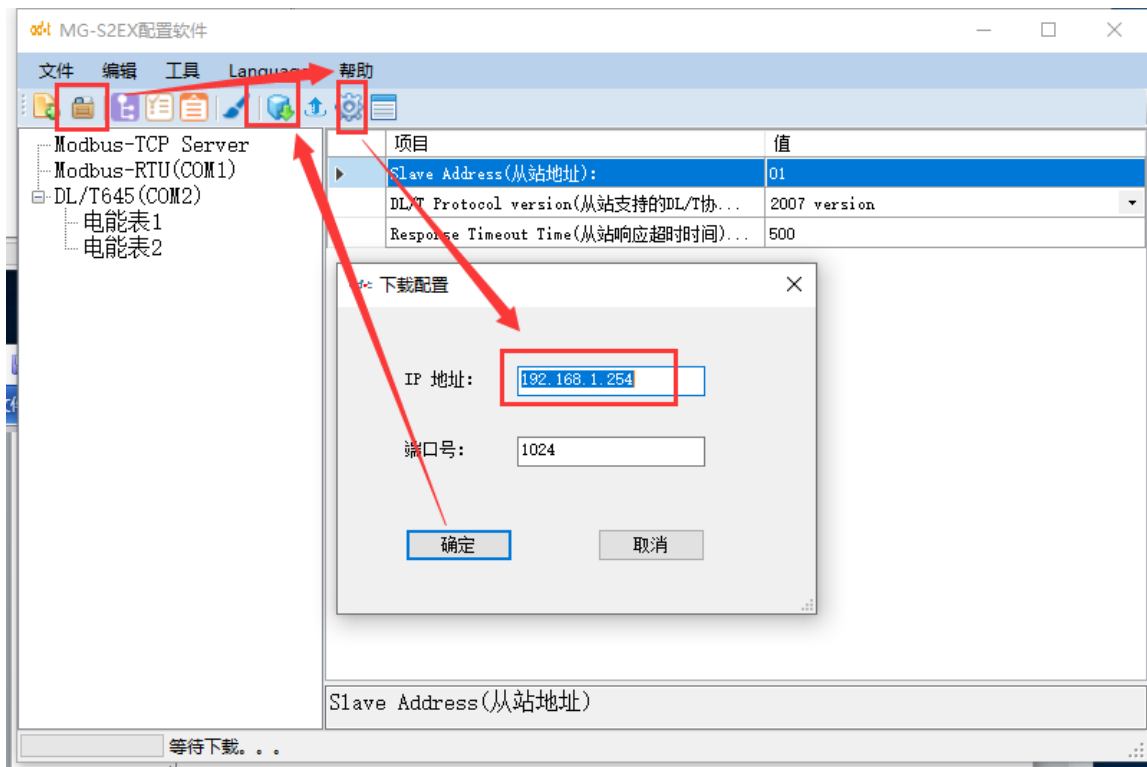 MG-S2EX配置软件
文件 编辑 工具 Language 帮助
Modbus-TCP Server
Modbus-RTU(COM1)
DL/T645(COM2)
电能表1
电能表2
项目 值
Slave Address(从站地址): 01
DL/T Protocol version(从站支持的DL/T协... 2007 version
Response Timeout Time(从站响应超时时间)... 500
下载配置
IP 地址: 192.168.1.254
端口号: 1024
确定 取消
Slave Address(从站地址)
等待下载。。。